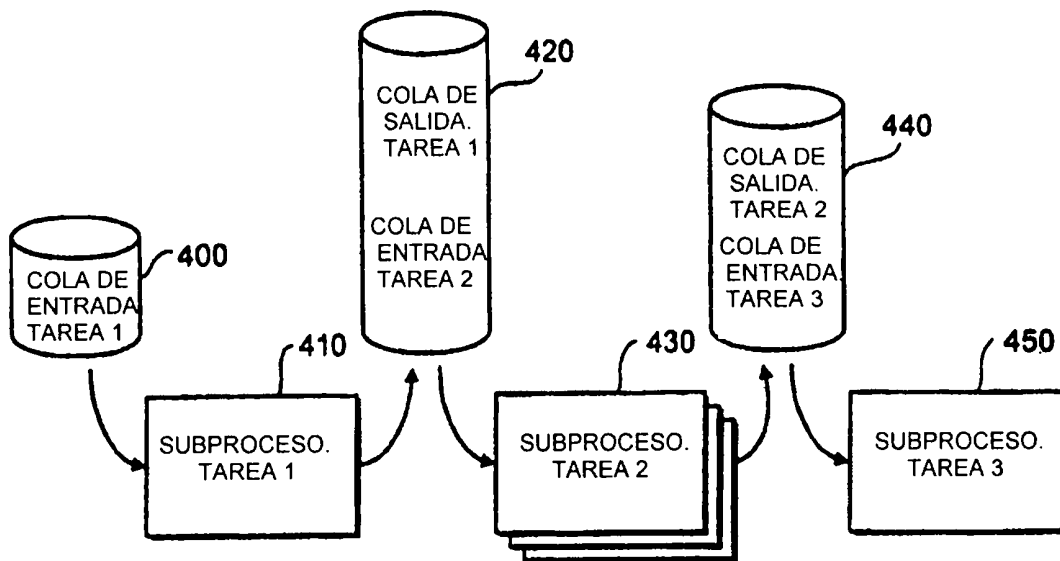 COLA DE
SALIDA.
TAREA 1
COLA DE
ENTRADA
TAREA 2
420
COLA DE
SALIDA.
TAREA 2
COLA DE
ENTRADA.
TAREA 3
440
COLA DE
ENTRADA
TAREA 1
400
410
SUBPROCESO.
TAREA 1
430
SUBPROCESO.
TAREA 2
450
SUBPROCESO.
TAREA 3